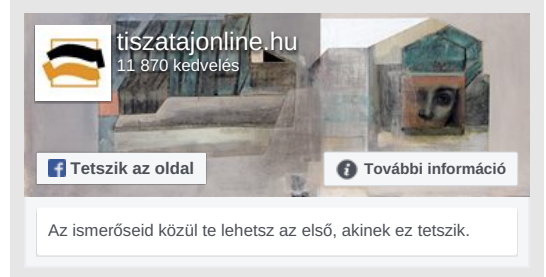 tiszatajonline.hu
11 870 kedvelés
Tetszik az oldal
További információ
Az ismerőseid közül te lehetsz az első, akinek ez tetszik.